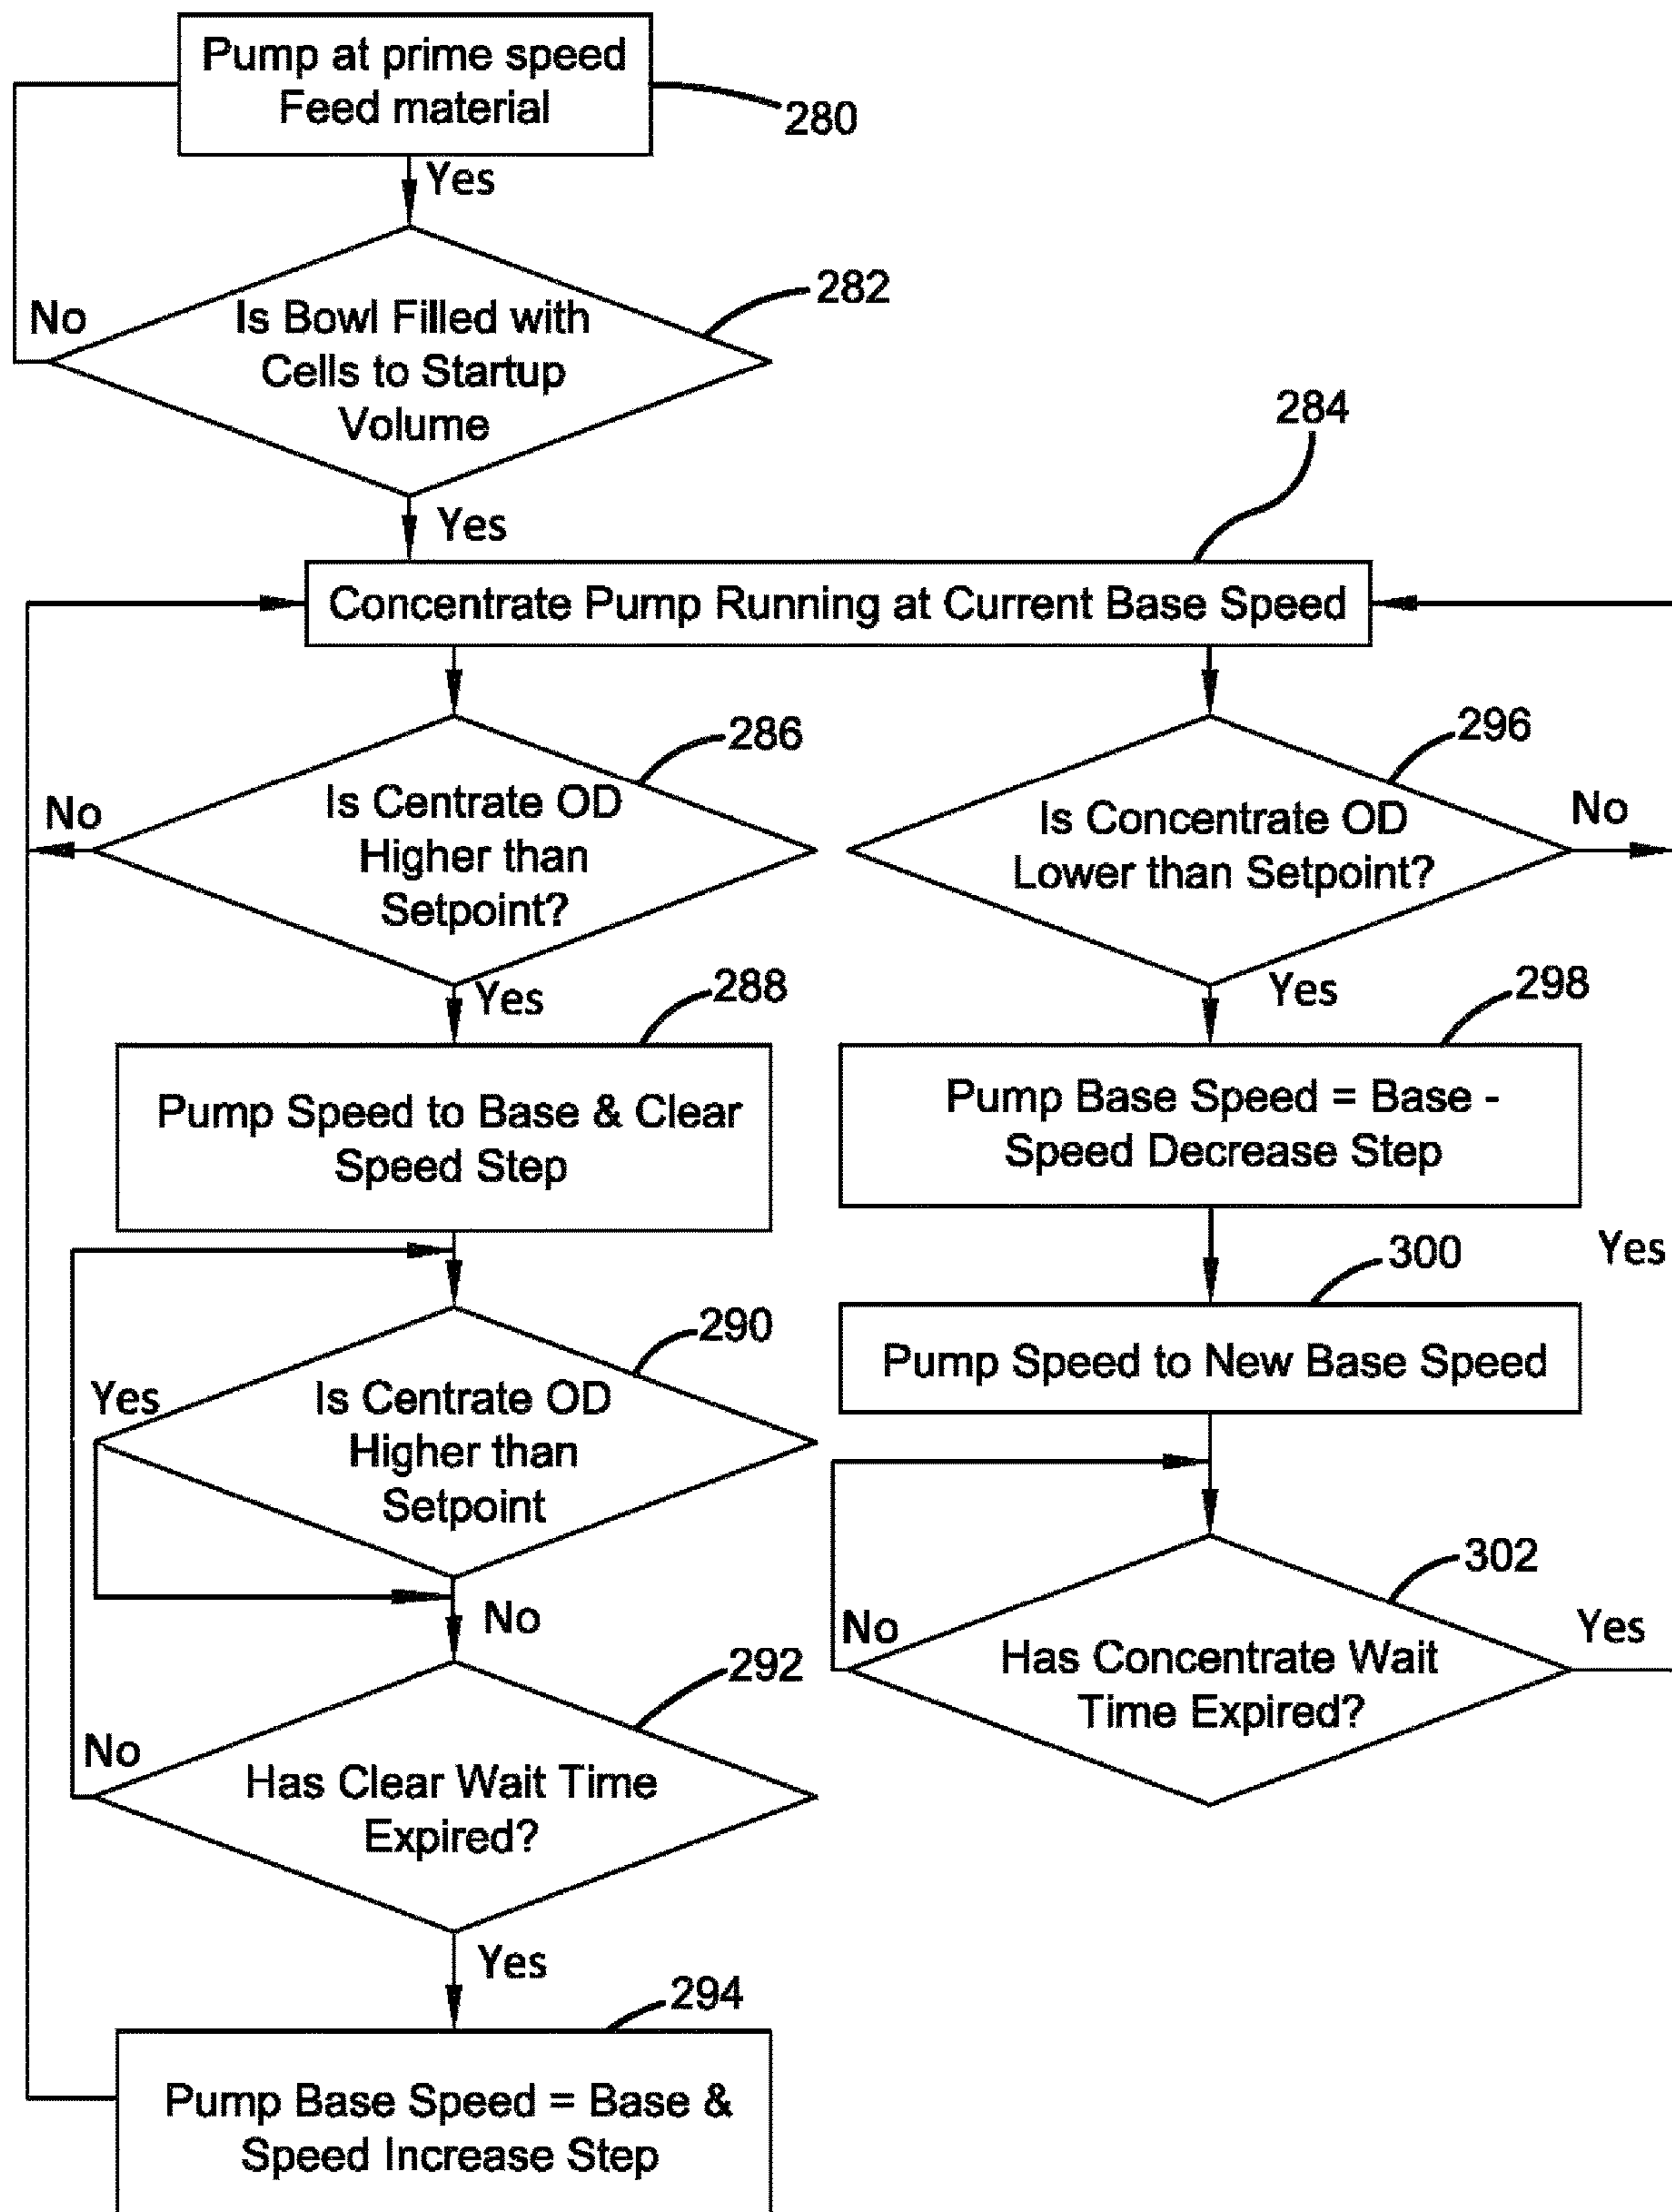 Pump at prime speed
Feed material
280
Yes
282
No
Is Bowl Filled with
Cells to Startup
Volume
284
Yes
Concentrate Pump Running at Current Base Speed
286
No
Is Centrate OD
Higher than
Setpoint?
296
No
Is Concentrate OD
Lower than Setpoint?
Yes
288
Pump Speed to Base & Clear
Speed Step
Yes
298
Pump Base Speed = Base -
Speed Decrease Step
Yes
300
Pump Speed to New Base Speed
290
Yes
Is Centrate OD
Higher than
Setpoint
No
302
No
Has Concentrate Wait
Time Expired?
Yes
292
No
Has Clear Wait Time
Expired?
Yes
294
Pump Base Speed = Base &
Speed Increase Step